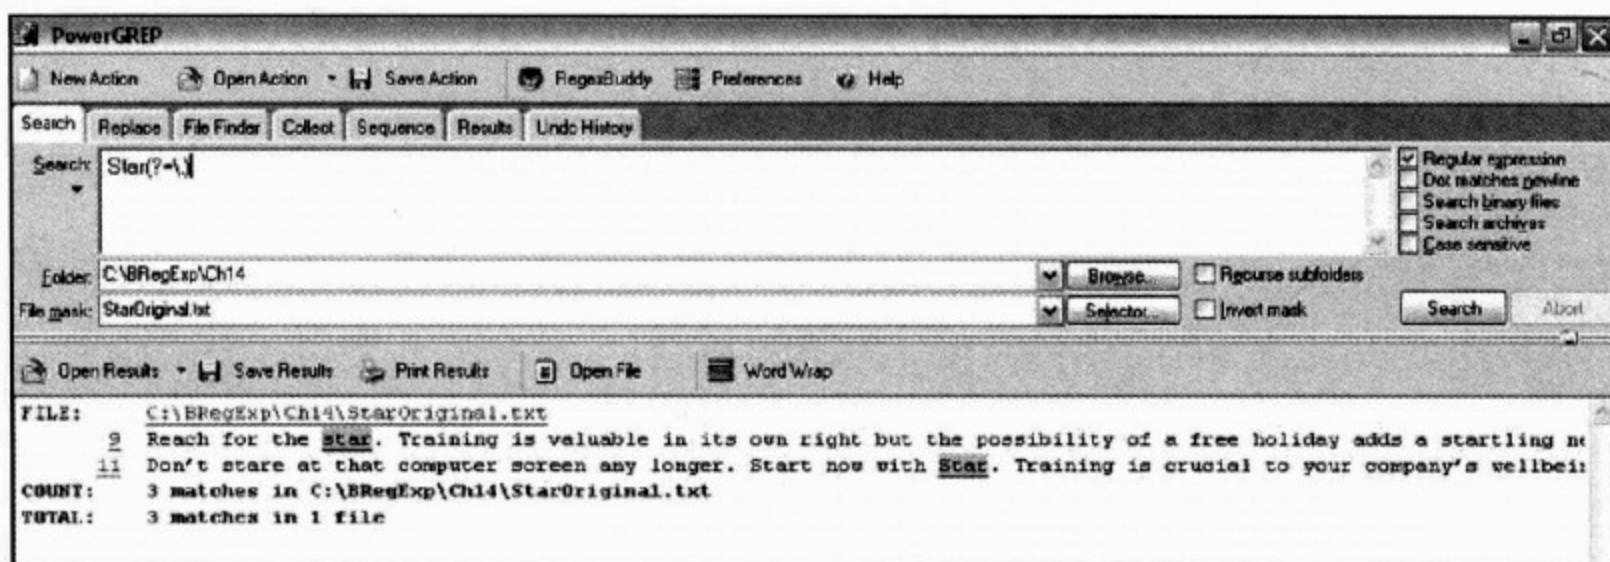 PowerGREP
New Action Open Action Save Action RegexBuddy Preferences Help
Search Replace File Finder Collect Sequence Results Undo History
Search: Star(?=\.)
Regular expression
Dot matches newline
Search binary files
Search archives
Case sensitive
Folder: C:\BRegExp\Ch14 Browse... Recurse subfolders
File mask: StarOriginal.txt Selector... Invert mask Search Abort
Open Results Save Results Print Results Open File Word Wrap
FILE: C:\BRegExp\Ch14\StarOriginal.txt
9 Reach for the star. Training is valuable in its own right but the possibility of a free holiday adds a startling ne
11 Don't stare at that computer screen any longer. Start now with Star. Training is crucial to your company's wellbein
COUNT: 3 matches in C:\BRegExp\Ch14\StarOriginal.txt
TOTAL: 3 matches in 1 file